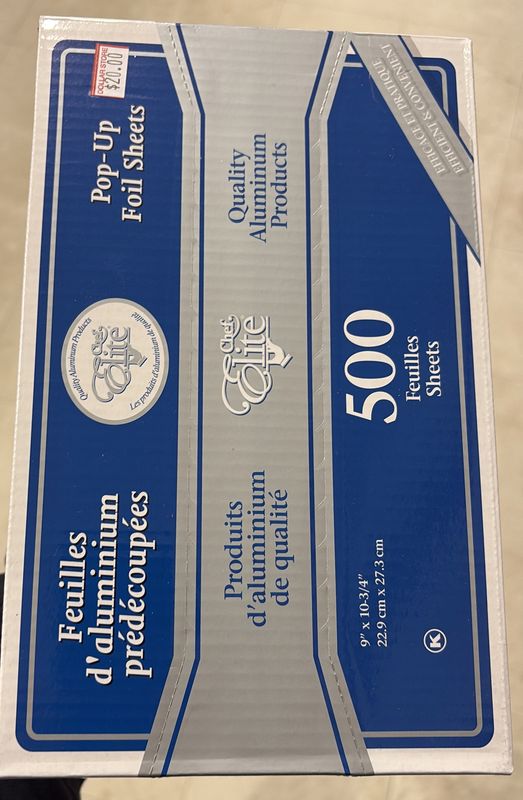 Feuilles
d'aluminium
prédécoupées
Quality Aluminum Products
Chef
Elite
Les produits d'aluminium de qualité
Pop-Up
Foil Sheets
DOLLAR STORE
$20.00
Produits
d'aluminium
de qualité
Chef
Elite
Quality
Aluminum
Products
9" x 10-3/4"
22.9 cm x 27.3 cm
K
500
Feuilles
Sheets
EFFICACE ET PRATIQUE
EFFICIENT & CONVENIENT